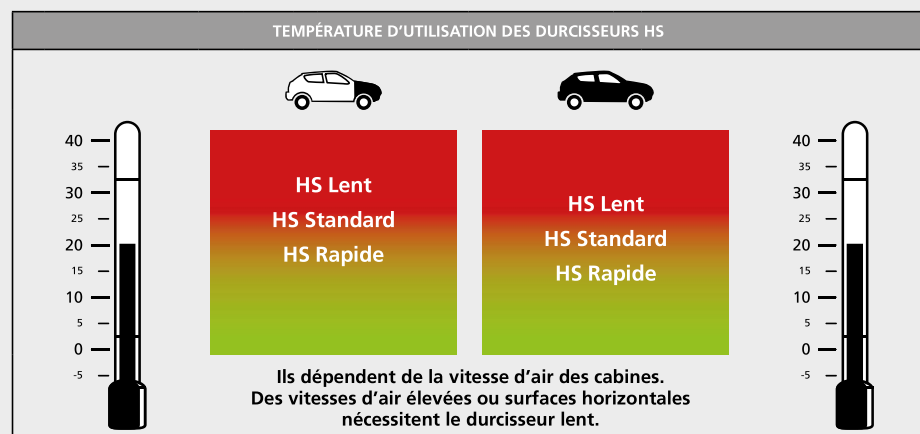 TEMPÉRATURE D'UTILISATION DES DURCISSEURS HS
40
35
30
25
20
15
10
5
0
-5
HS Lent
HS Standard
HS Rapide
HS Lent
HS Standard
HS Rapide
40
35
30
25
20
15
10
5
0
-5
Ils dépendent de la vitesse d'air des cabines.
Des vitesses d'air élevées ou surfaces horizontales
nécessitent le durcisseur lent.